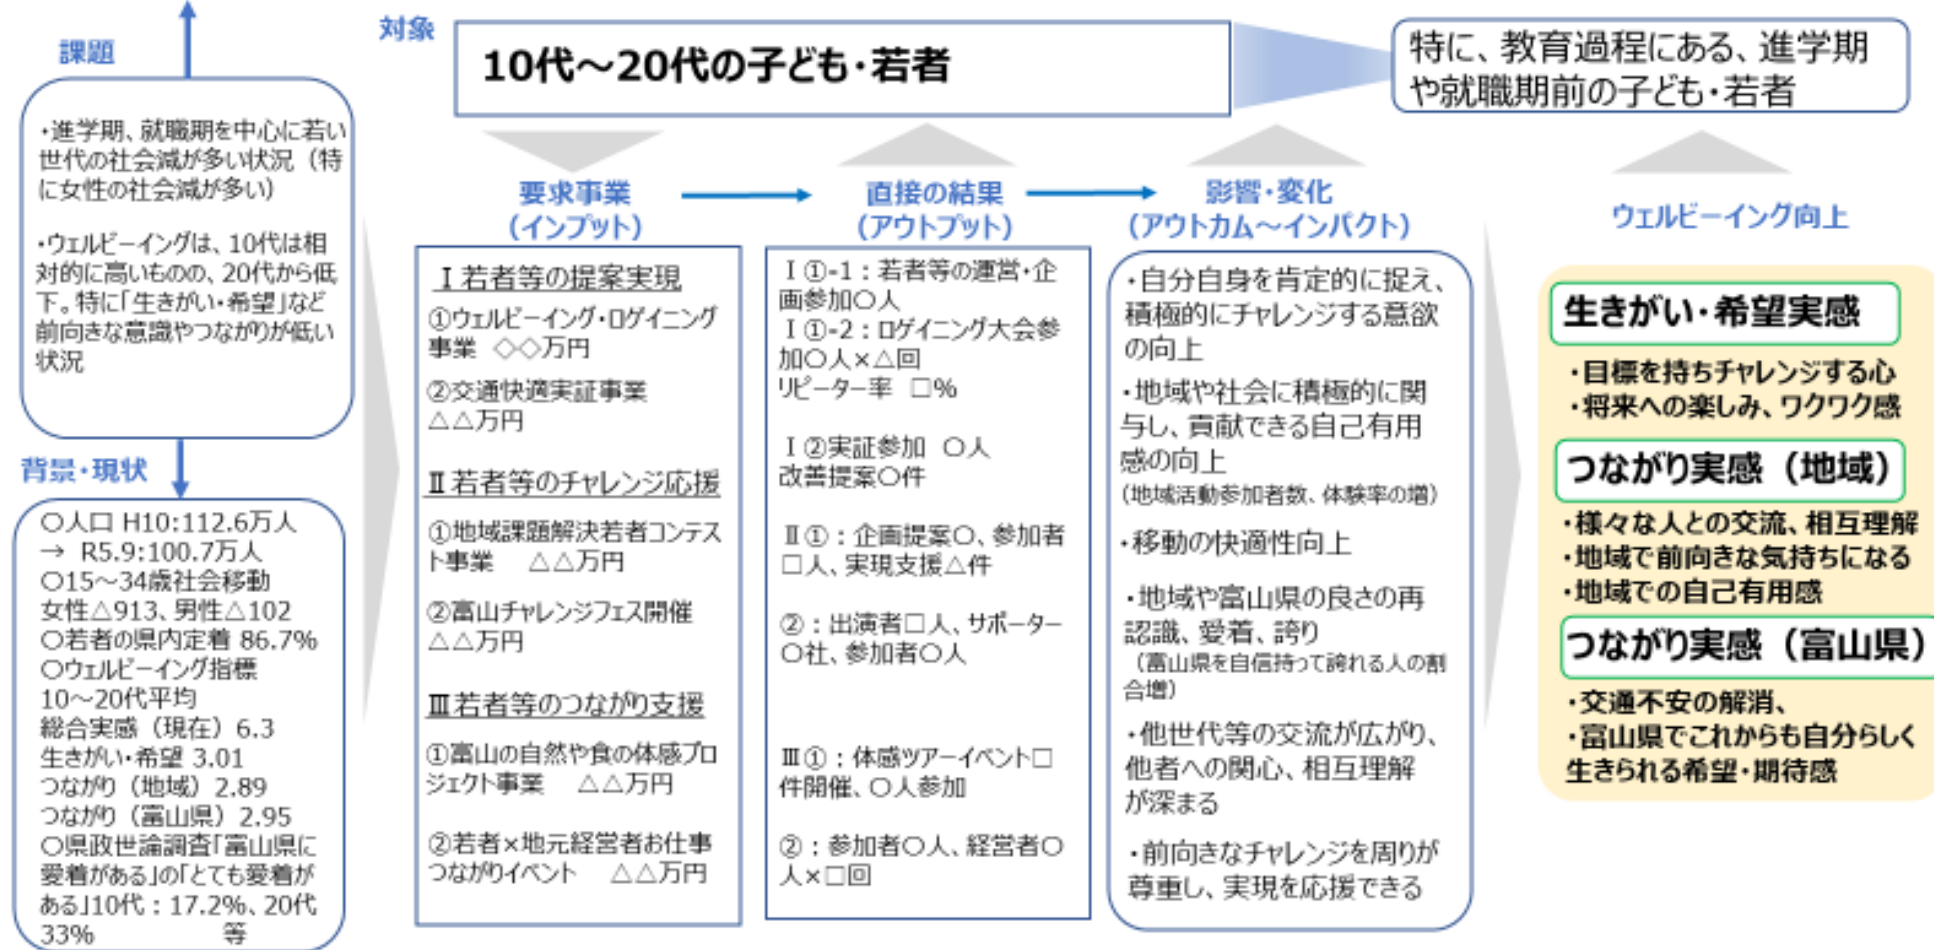 課題
・進学期、就職期を中心に若い
世代の社会減が多い状況（特
に女性の社会減が多い）
・ウェルビーイングは、10代は相
対的に高いものの、20代から低
下。特に「生きがい・希望」など
前向きな意識やつながりが低い
状況
背景・現状
〇人口 H10:112.6万人
→ R5.9:100.7万人
〇15～34歳社会移動
女性△913、男性△102
〇若者の県内定着 86.7%
〇ウェルビーイング指標
10～20代平均
総合実感（現在）6.3
生きがい・希望 3.01
つながり（地域）2.89
つながり（富山県）2.95
〇県政世論調査「富山県に
愛着がある」の「とても愛着が
ある」10代：17.2%、20代
33% 等
対象
10代～20代の子ども・若者
特に、教育過程にある、進学期
や就職期前の子ども・若者
要求事業
（インプット）
Ⅰ若者等の提案実現
①ウェルビーイング・ロゲイニング
事業 ◇◇万円
②交通快適実証事業
△△万円
Ⅱ若者等のチャレンジ応援
①地域課題解決若者コンテス
ト事業 △△万円
②富山チャレンジフェス開催
△△万円
Ⅲ若者等のつながり支援
①富山の自然や食の体感プロ
ジェクト事業 △△万円
②若者×地元経営者お仕事
つながりイベント △△万円
直接の結果
（アウトプット）
Ⅰ①-1：若者等の運営・企
画参加〇人
Ⅰ①-2：ロゲイニング大会参
加〇人×△回
リピーター率 □%
Ⅰ②実証参加 〇人
改善提案〇件
Ⅱ①：企画提案〇、参加者
□人、実現支援△件
②：出演者□人、サポーター
〇社、参加者〇人
Ⅲ①：体感ツアーイベント□
件開催、〇人参加
②：参加者〇人、経営者〇
人×□回
影響・変化
（アウトカム～インパクト）
・自分自身を肯定的に捉え、
積極的にチャレンジする意欲
の向上
・地域や社会に積極的に関
与し、貢献できる自己有用
感の向上
（地域活動参加者数、体験率の増）
・移動の快適性向上
・地域や富山県の良さの再
認識、愛着、誇り
（富山県を自信持って誇れる人の割
合増）
・他世代等の交流が広がり、
他者への関心、相互理解
が深まる
・前向きなチャレンジを周りが
尊重し、実現を応援できる
ウェルビーイング向上
生きがい・希望実感
・目標を持ちチャレンジする心
・将来への楽しみ、ワクワク感
つながり実感（地域）
・様々な人との交流、相互理解
・地域で前向きな気持ちになる
・地域での自己有用感
つながり実感（富山県）
・交通不安の解消、
・富山県でこれからも自分らしく
生きられる希望・期待感